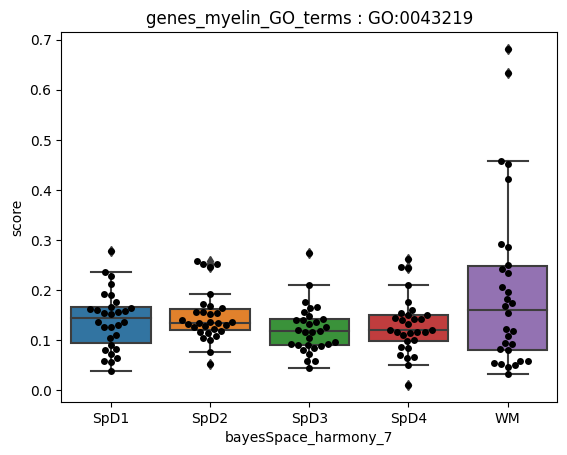 genes_myelin_GO_terms : GO:0043219
0.7
0.6
0.5
0.4
0.3
0.2
0.1
0.0
score
SpD1 SpD2 SpD3 SpD4 WM
bayesSpace_harmony_7